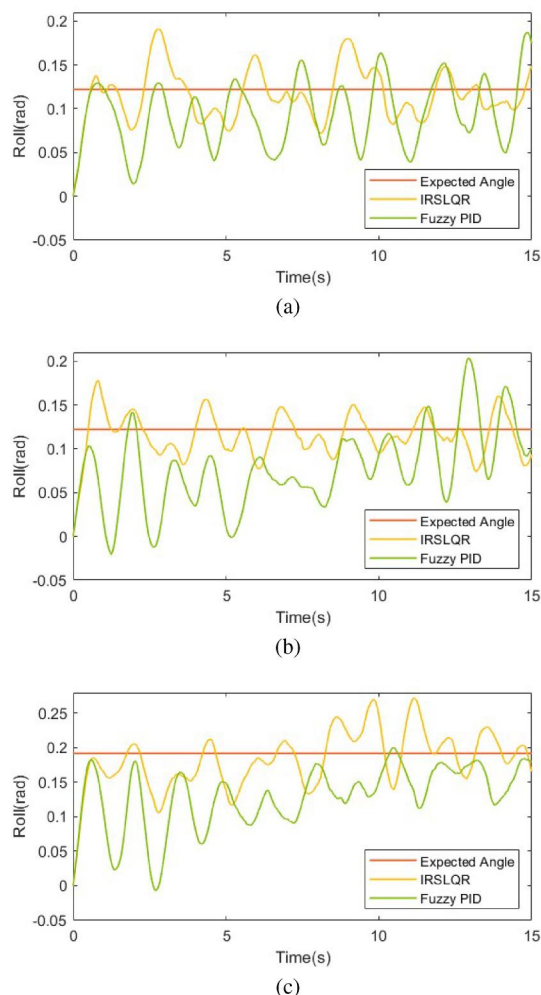 0.2
0.15
0.1
0.05
0
-0.05
Roll(rad)
Expected Angle
IRSLQR
Fuzzy PID
0 5 10 15
Time(s)
(a)
0.2
0.15
0.1
0.05
0
-0.05
Roll(rad)
Expected Angle
IRSLQR
Fuzzy PID
0 5 10 15
Time(s)
(b)
0.25
0.2
0.15
0.1
0.05
0
-0.05
Roll(rad)
Expected Angle
IRSLQR
Fuzzy PID
0 5 10 15
Time(s)
(c)